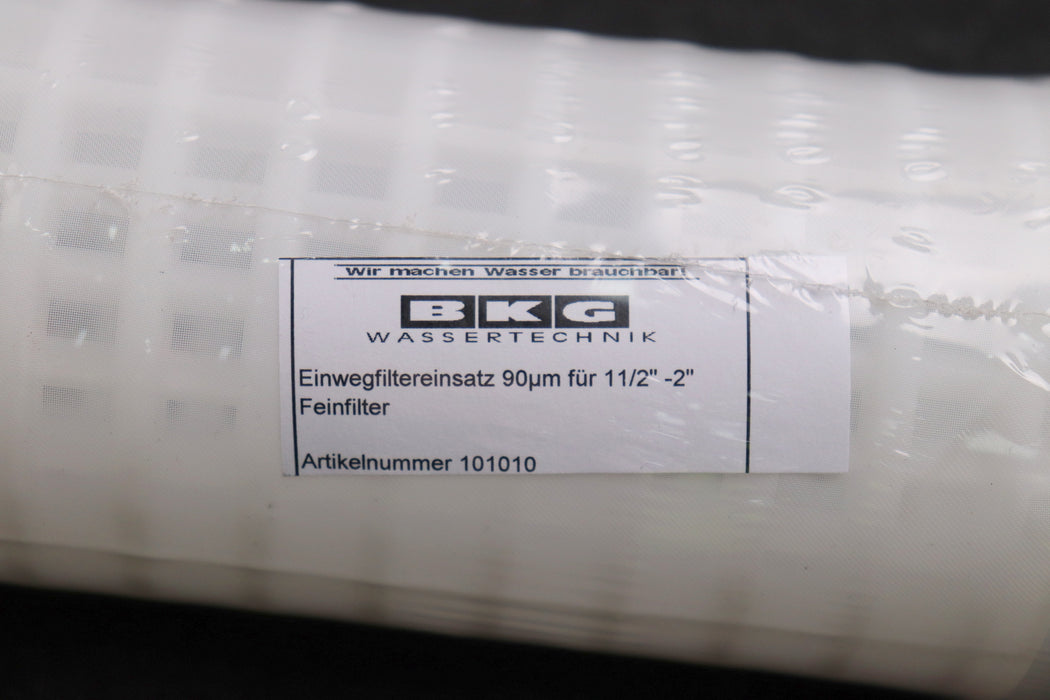 Wir machen Wasser brauchbar!
BKG
WASSERTECHNIK
Einwegfiltereinsatz 90µm für 11/2" -2"
Feinfilter
Artikelnummer 101010